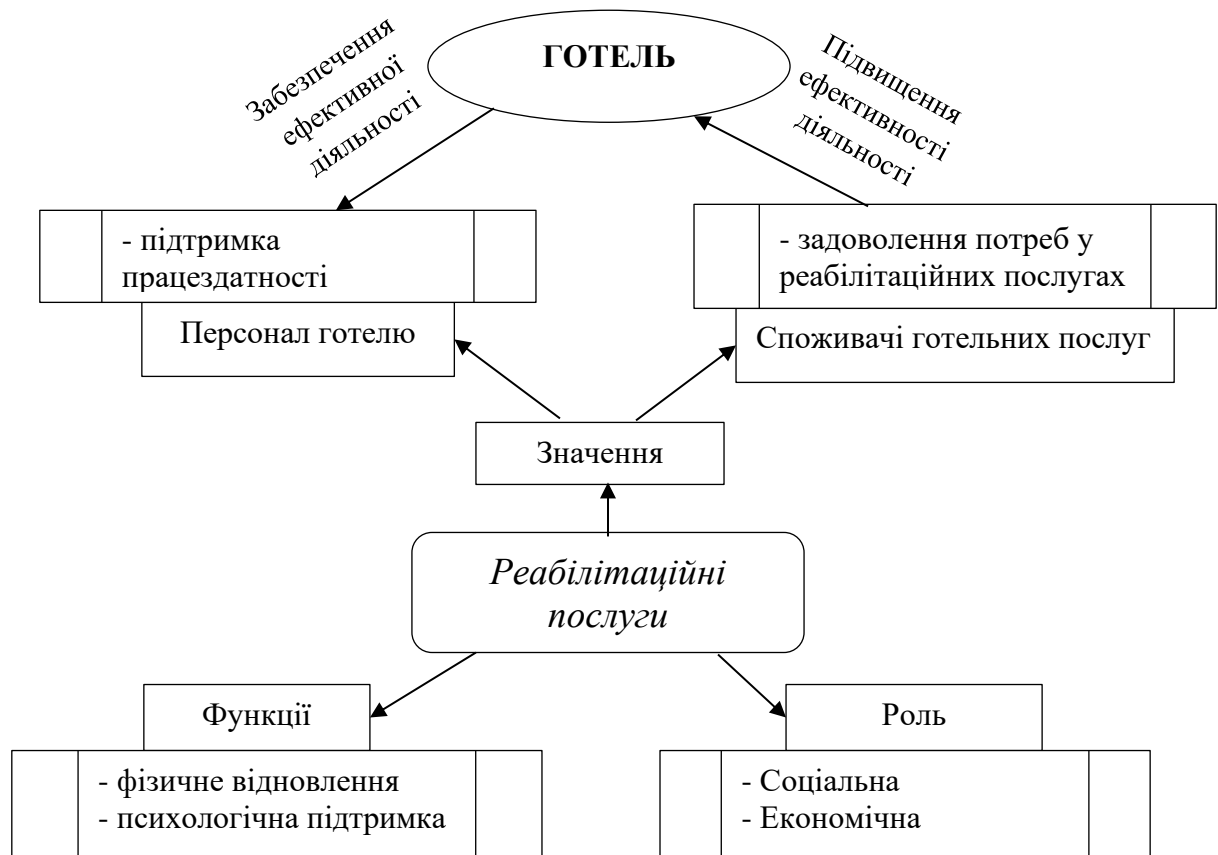 ГОТЕЛЬ
Забезпечення
ефективної
діяльності
Підвищення
ефективності
діяльності
- підтримка
працездатності
Персонал готелю
- задоволення потреб у
реабілітаційних послугах
Споживачі готельних послуг
Значення
Реабілітаційні
послуги
Функції
- фізичне відновлення
- психологічна підтримка
Роль
- Соціальна
- Економічна